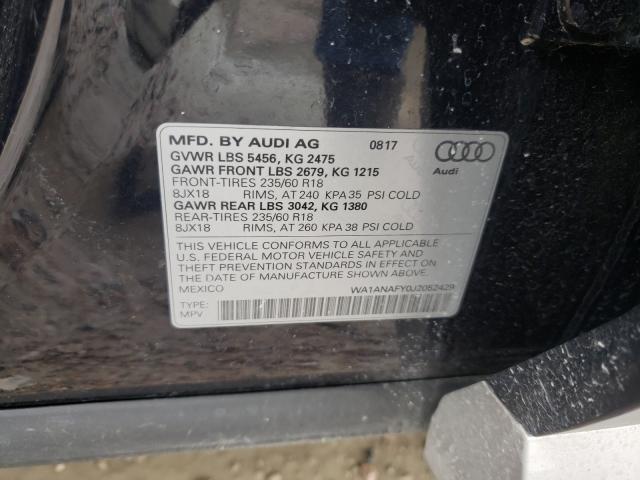 MFD. BY AUDI AG 0817
GVWR LBS 5456, KG 2475
GAWR FRONT LBS 2679, KG 1215
FRONT-TIRES 235/60 R18
8JX18 RIMS, AT 240 KPA 35 PSI COLD
GAWR REAR LBS 3042, KG 1380
REAR-TIRES 235/60 R18
8JX18 RIMS, AT 260 KPA 38 PSI COLD
Audi
THIS VEHICLE CONFORMS TO ALL APPLICABLE
U.S. FEDERAL MOTOR VEHICLE SAFETY AND
THEFT PREVENTION STANDARDS IN EFFECT
ON THE DATE OF MANUFACTURE SHOWN ABOVE.
MEXICO WA1ANAFY0J2052429
TYPE:
MPV